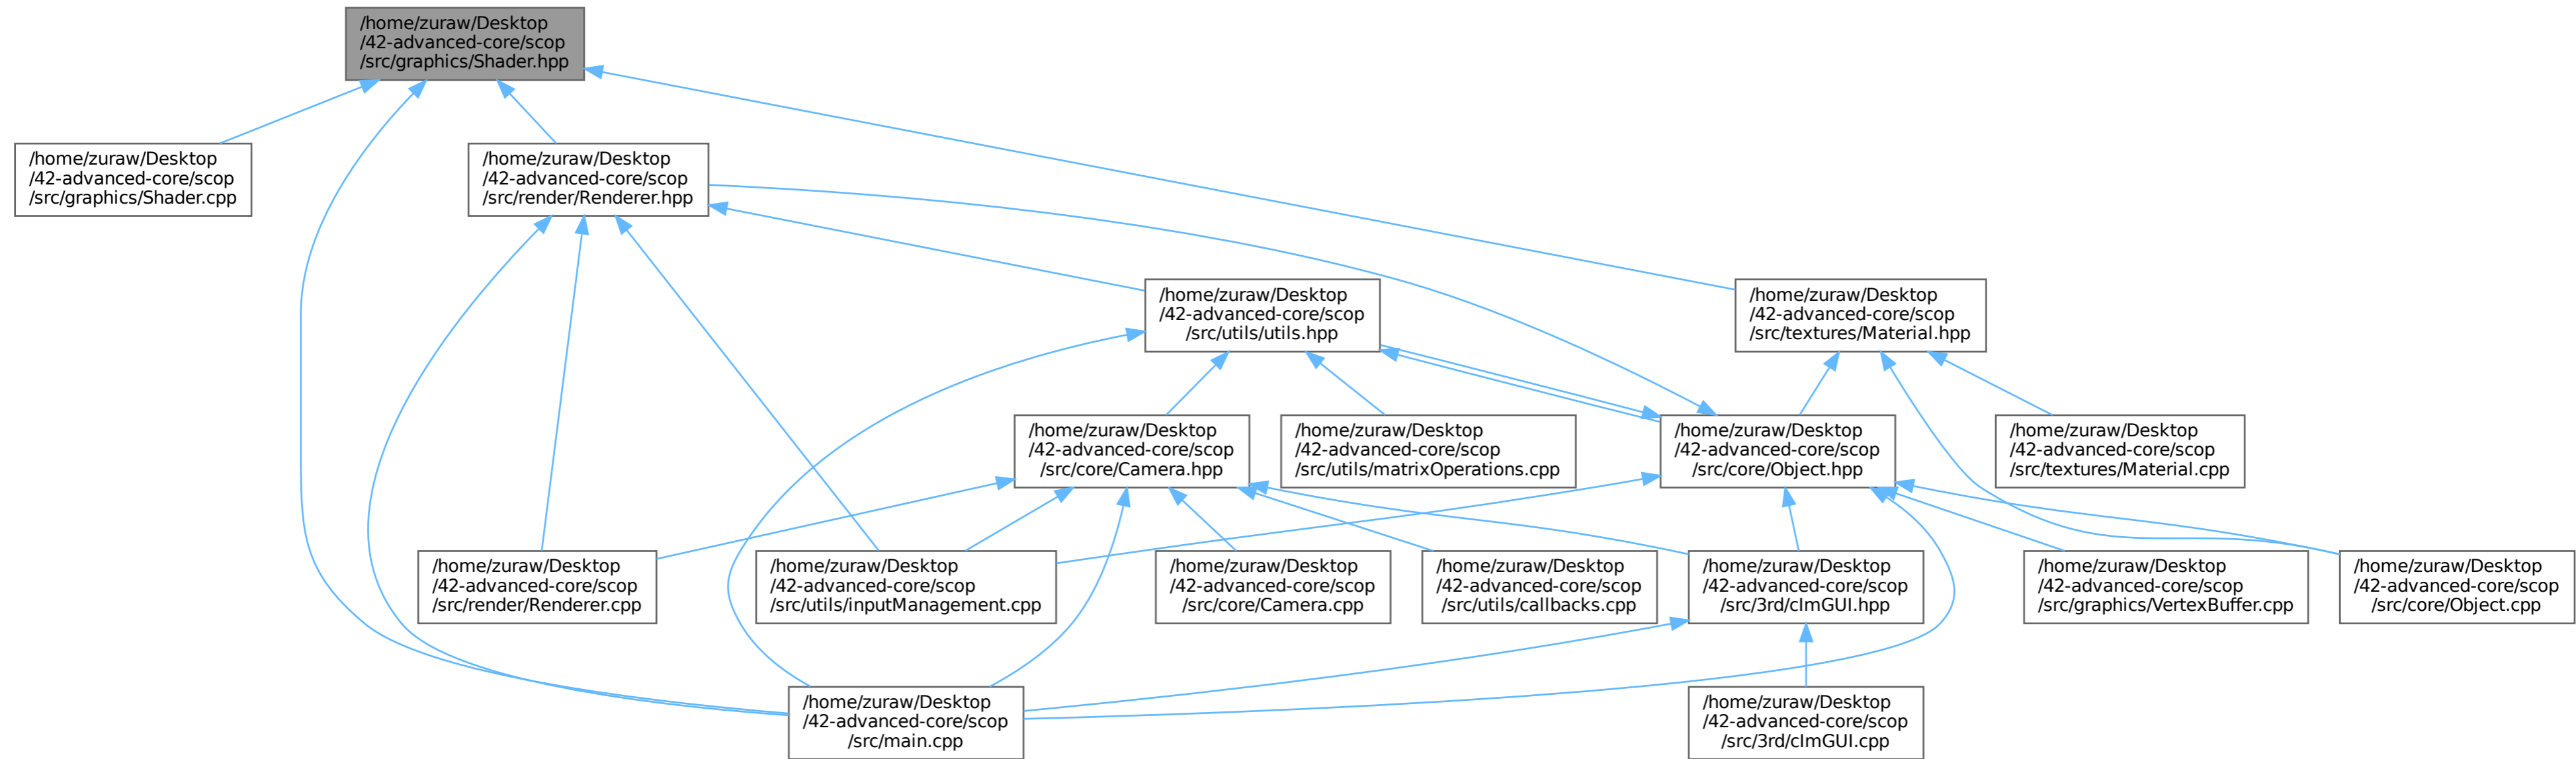 /home/zuraw/Desktop
/42-advanced-core/scop
/src/graphics/Shader.hpp
/home/zuraw/Desktop
/42-advanced-core/scop
/src/graphics/Shader.cpp
/home/zuraw/Desktop
/42-advanced-core/scop
/src/render/Renderer.hpp
/home/zuraw/Desktop
/42-advanced-core/scop
/src/utils/utils.hpp
/home/zuraw/Desktop
/42-advanced-core/scop
/src/textures/Material.hpp
/home/zuraw/Desktop
/42-advanced-core/scop
/src/core/Camera.hpp
/home/zuraw/Desktop
/42-advanced-core/scop
/src/utils/matrixOperations.cpp
/home/zuraw/Desktop
/42-advanced-core/scop
/src/core/Object.hpp
/home/zuraw/Desktop
/42-advanced-core/scop
/src/textures/Material.cpp
/home/zuraw/Desktop
/42-advanced-core/scop
/src/render/Renderer.cpp
/home/zuraw/Desktop
/42-advanced-core/scop
/src/utils/inputManagement.cpp
/home/zuraw/Desktop
/42-advanced-core/scop
/src/core/Camera.cpp
/home/zuraw/Desktop
/42-advanced-core/scop
/src/utils/callbacks.cpp
/home/zuraw/Desktop
/42-advanced-core/scop
/src/3rd/cImGUI.hpp
/home/zuraw/Desktop
/42-advanced-core/scop
/src/graphics/VertexBuffer.cpp
/home/zuraw/Desktop
/42-advanced-core/scop
/src/core/Object.cpp
/home/zuraw/Desktop
/42-advanced-core/scop
/src/main.cpp
/home/zuraw/Desktop
/42-advanced-core/scop
/src/3rd/cImGUI.cpp